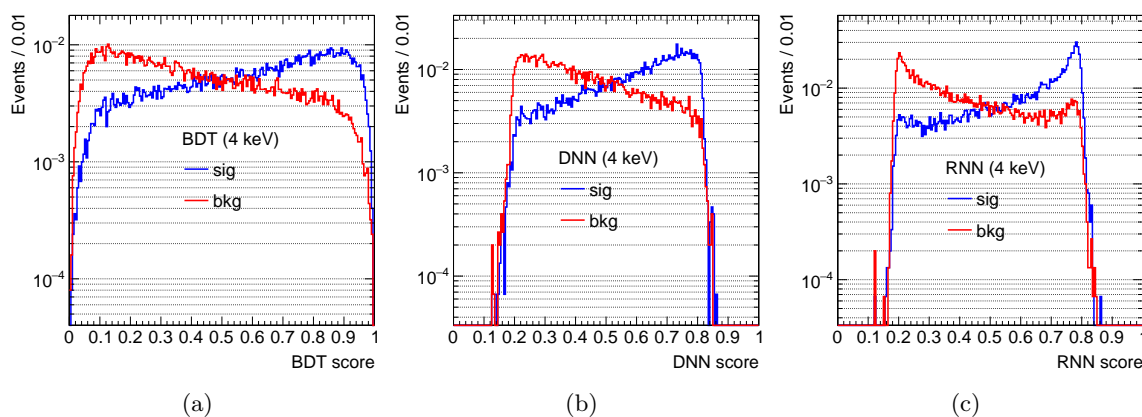 Events / 0.01
10⁻²
10⁻³
10⁻⁴
BDT (4 keV)
sig
bkg
0 0.1 0.2 0.3 0.4 0.5 0.6 0.7 0.8 0.9 1
BDT score
(a)
Events / 0.01
10⁻²
10⁻³
10⁻⁴
DNN (4 keV)
sig
bkg
0 0.1 0.2 0.3 0.4 0.5 0.6 0.7 0.8 0.9 1
DNN score
(b)
Events / 0.01
10⁻²
10⁻³
10⁻⁴
RNN (4 keV)
sig
bkg
0 0.1 0.2 0.3 0.4 0.5 0.6 0.7 0.8 0.9 1
RNN score
(c)